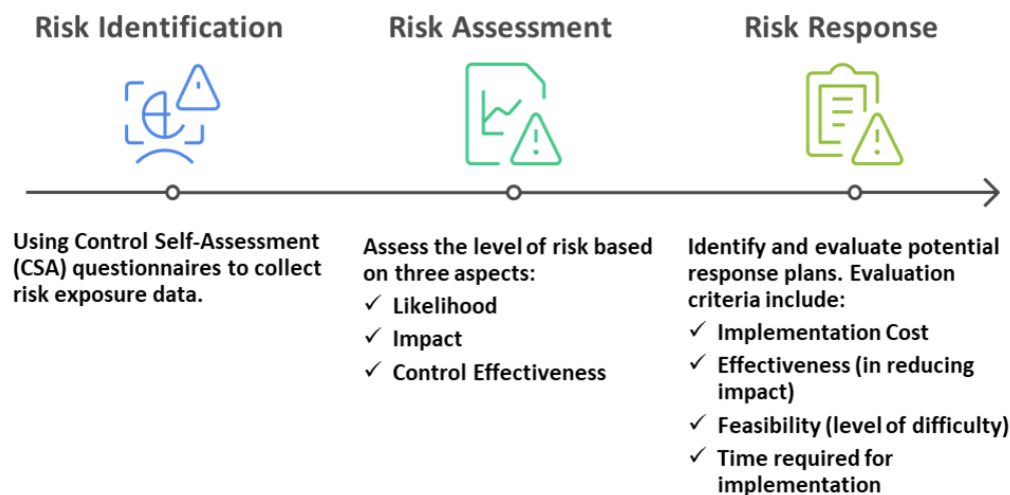 Risk Identification
Risk Assessment
Risk Response
Using Control Self-Assessment
(CSA) questionnaires to collect
risk exposure data.
Assess the level of risk based
on three aspects:
✓ Likelihood
✓ Impact
✓ Control Effectiveness
Identify and evaluate potential
response plans. Evaluation
criteria include:
✓ Implementation Cost
✓ Effectiveness (in reducing
impact)
✓ Feasibility (level of difficulty)
✓ Time required for
implementation